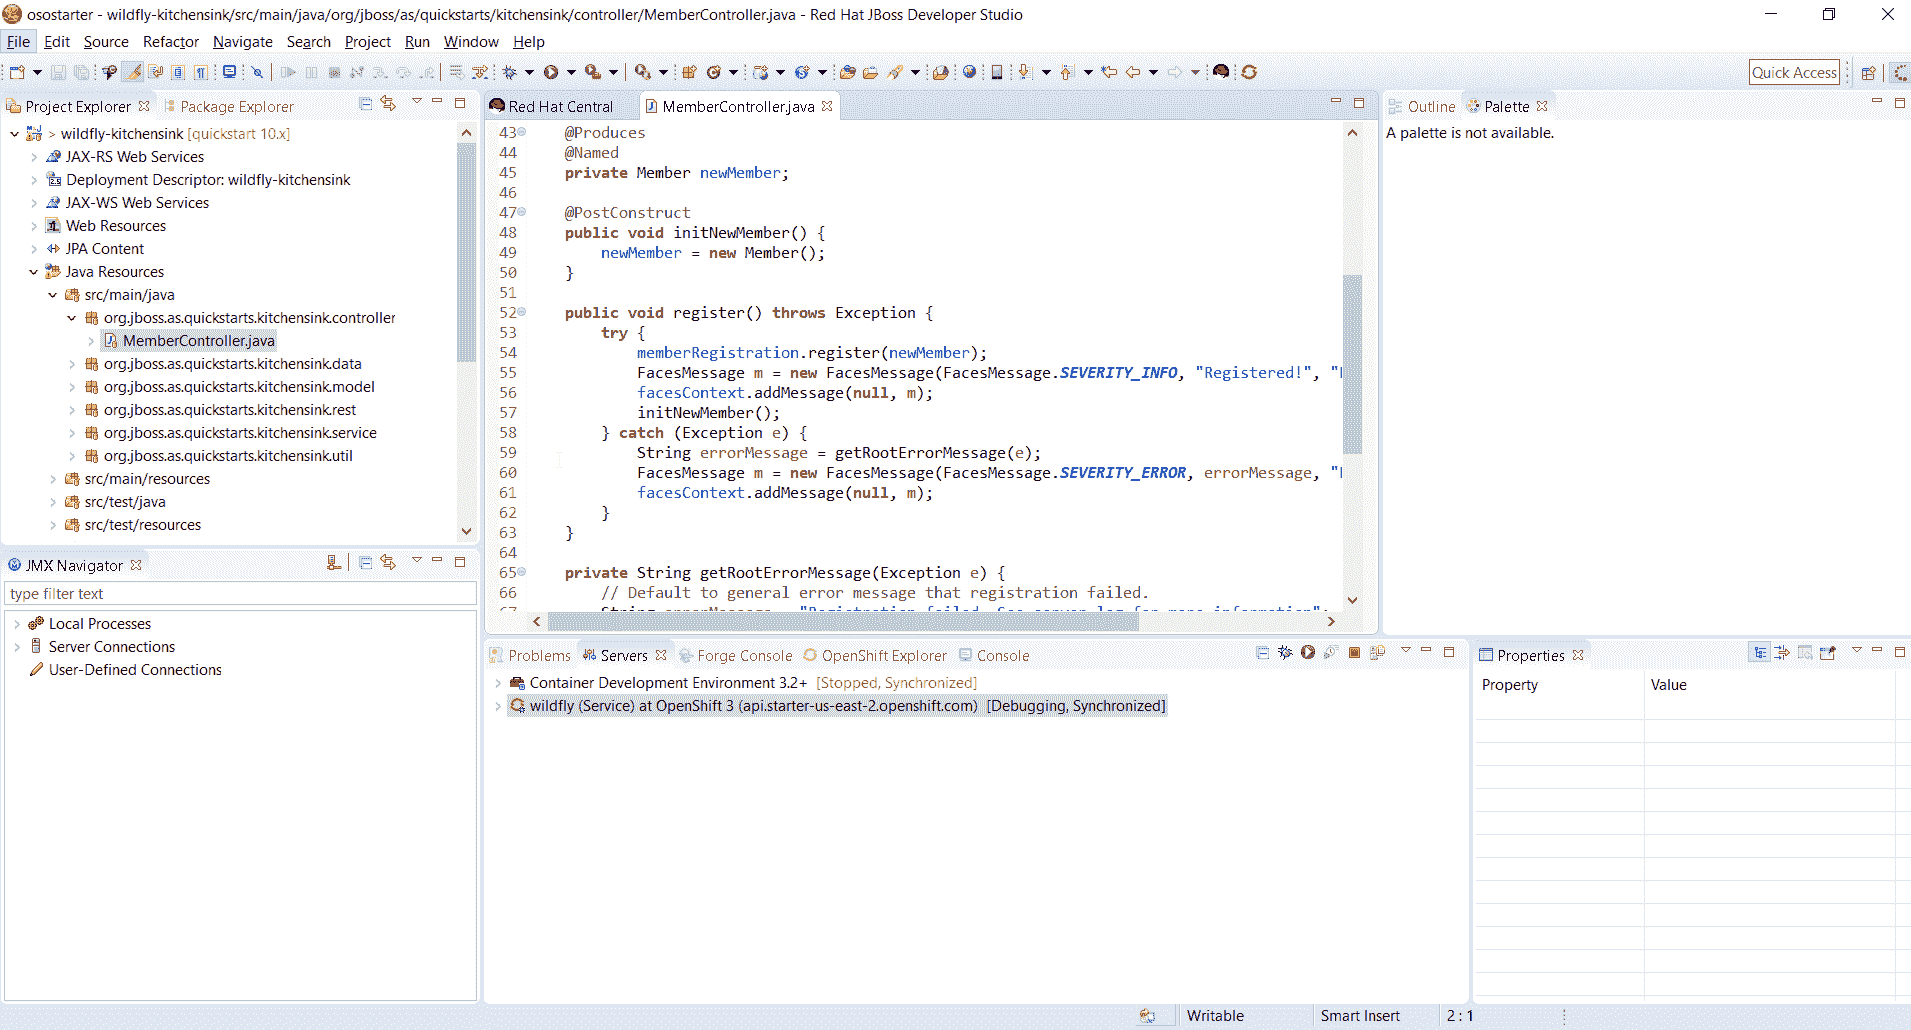 osostarter - wildfly-kitchensink/src/main/java/org/jboss/as/quickstarts/kitchensink/controller/MemberController.java - Red Hat JBoss Developer Studio
File Edit Source Refactor Navigate Search Project Run Window Help
Quick Access
Project Explorer Package Explorer
> wildfly-kitchensink [quickstart 10.x]
JAX-RS Web Services
Deployment Descriptor: wildfly-kitchensink
JAX-WS Web Services
Web Resources
JPA Content
Java Resources
src/main/java
org.jboss.as.quickstarts.kitchensink.controller
MemberController.java
org.jboss.as.quickstarts.kitchensink.data
org.jboss.as.quickstarts.kitchensink.model
org.jboss.as.quickstarts.kitchensink.rest
org.jboss.as.quickstarts.kitchensink.service
org.jboss.as.quickstarts.kitchensink.util
src/main/resources
src/test/java
src/test/resources
JMX Navigator
type filter text
Local Processes
Server Connections
User-Defined Connections
Red Hat Central MemberController.java
43 @Produces
44 @Named
45 private Member newMember;
46
47 @PostConstruct
48 public void initNewMember() {
49 newMember = new Member();
50 }
51
52 public void register() throws Exception {
53 try {
54 memberRegistration.register(newMember);
55 FacesMessage m = new FacesMessage(FacesMessage.SEVERITY_INFO, "Registered!", "
56 facesContext.addMessage(null, m);
57 initNewMember();
58 } catch (Exception e) {
59 String errorMessage = getRootErrorMessage(e);
60 FacesMessage m = new FacesMessage(FacesMessage.SEVERITY_ERROR, errorMessage, "
61 facesContext.addMessage(null, m);
62 }
63 }
64
65 private String getRootErrorMessage(Exception e) {
66 // Default to general error message that registration failed.
67 String errorMessage = "Registration failed. See server log for more information";
Outline Palette
A palette is not available.
Problems Servers Forge Console OpenShift Explorer Console
Container Development Environment 3.2+ [Stopped, Synchronized]
wildfly (Service) at OpenShift 3 (api.starter-us-east-2.openshift.com) [Debugging, Synchronized]
Properties
Property Value
Writable Smart Insert 2 : 1